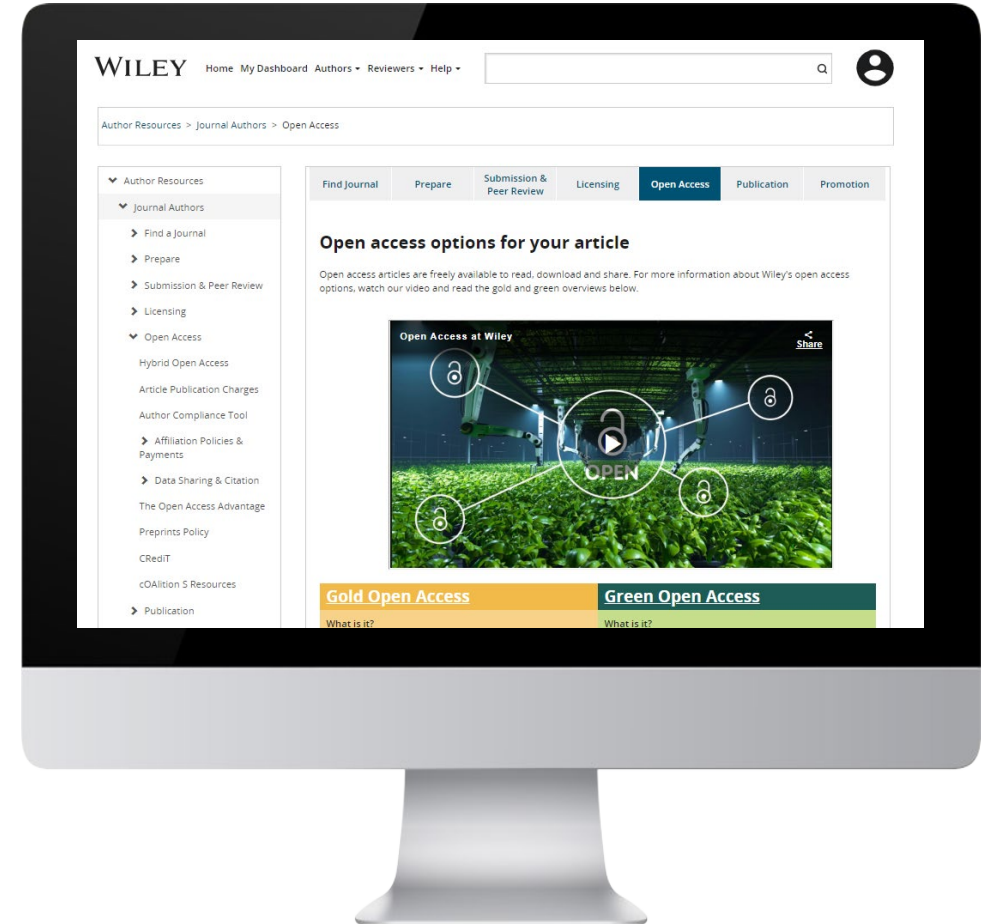 WILEY Home My Dashboard Authors Reviewers Help
Author Resources > Journal Authors > Open Access
Author Resources
Journal Authors
Find a Journal
Prepare
Submission & Peer Review
Licensing
Open Access
Hybrid Open Access
Article Publication Charges
Author Compliance Tool
Affiliation Policies &
Payments
Data Sharing & Citation
The Open Access Advantage
Preprints Policy
CRediT
cOAlition S Resources
Publication
Find Journal Prepare Submission & Peer Review Licensing Open Access Publication Promotion
Open access options for your article
Open access articles are freely available to read, download and share. For more information about Wiley's open access
options, watch our video and read the gold and green overviews below.
Open Access at Wiley
Share
OPEN
Gold Open Access
What is it?
Green Open Access
What is it?